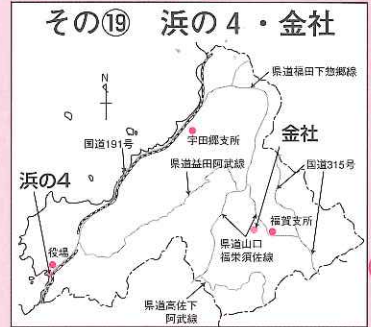 その⑲ 浜の4・金社
県道福田下惣郷線
N
宇田郷支所
国道191号
金社
県道益田阿武線
国道315号
浜の4
役場
福賀支所
県道山口
福栄須佐線
県道高佐下
阿武線